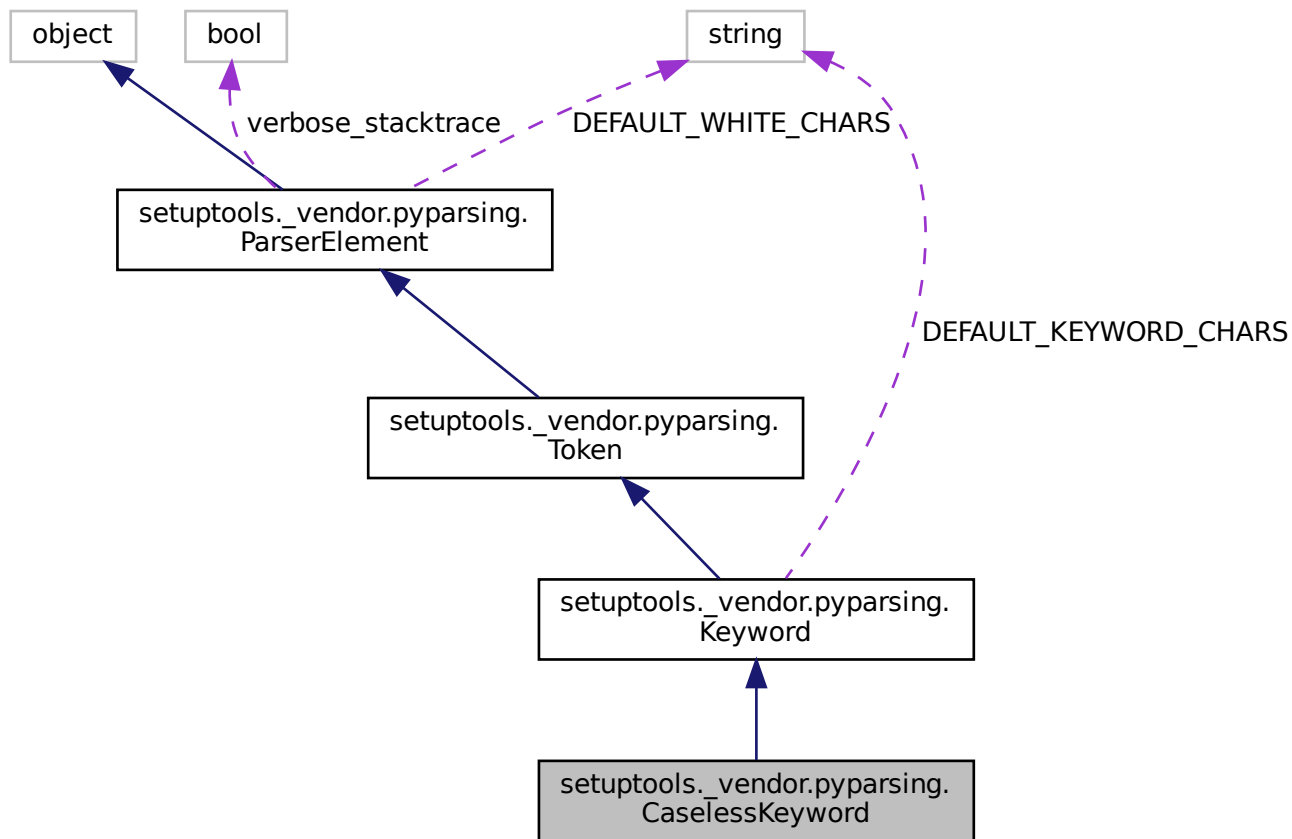 object
bool
string
verbose_stacktrace
DEFAULT_WHITE_CHARS
setuptools._vendor.pyparsing.
ParserElement
DEFAULT_KEYWORD_CHARS
setuptools._vendor.pyparsing.
Token
setuptools._vendor.pyparsing.
Keyword
setuptools._vendor.pyparsing.
CaselessKeyword